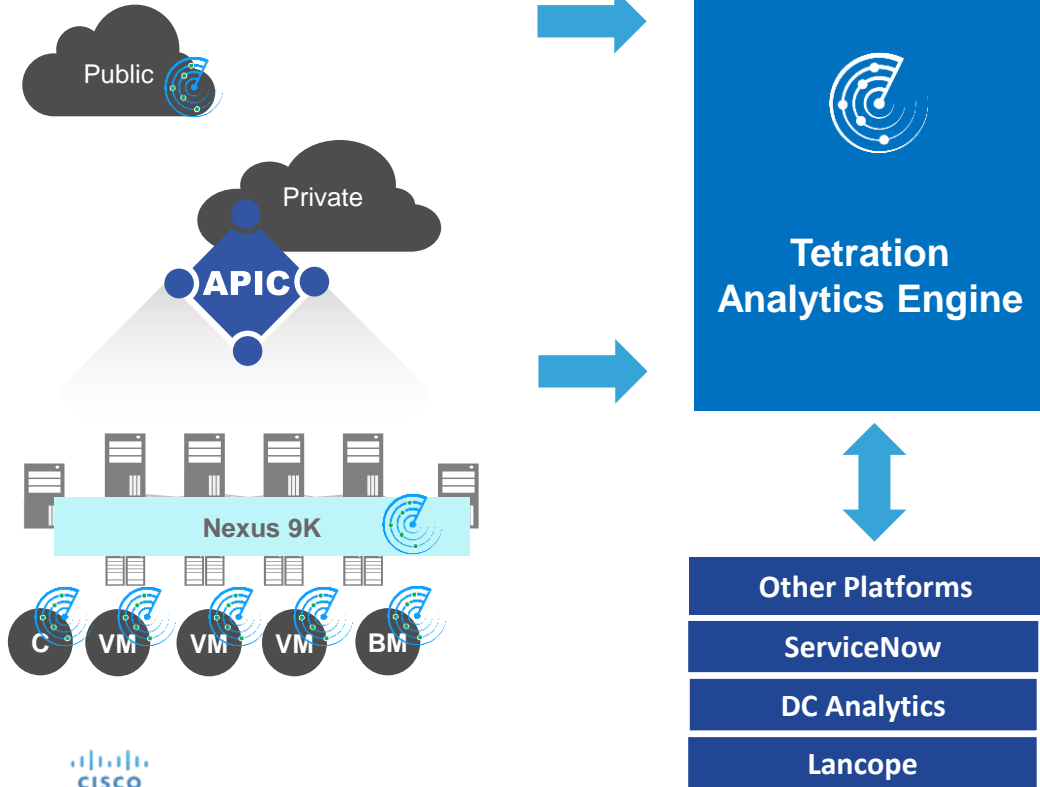 Public
Private
APIC
Tetration
Analytics Engine
Nexus 9K
C
VM
VM
VM
BM
Other Platforms
ServiceNow
DC Analytics
Lancope
CISCO